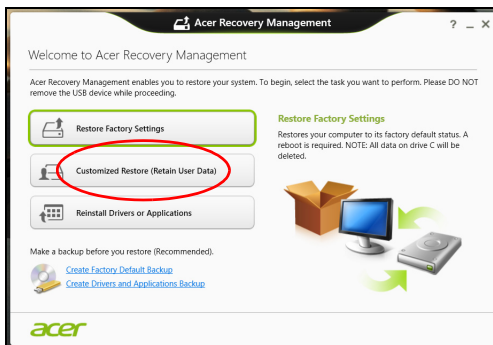 Acer Recovery Management
Welcome to Acer Recovery Management
Acer Recovery Management enables you to restore your system. To begin, select the task you want to perform. Please DO NOT
remove the USB device while proceeding.
Restore Factory Settings
Customized Restore (Retain User Data)
Reinstall Drivers or Applications
Restore Factory Settings
Restores your computer to its factory default status. A
reboot is required. NOTE: All data on drive C will be
deleted.
Make a backup before you restore (Recommended).
Create Factory Default Backup
Create Drivers and Applications Backup
acer